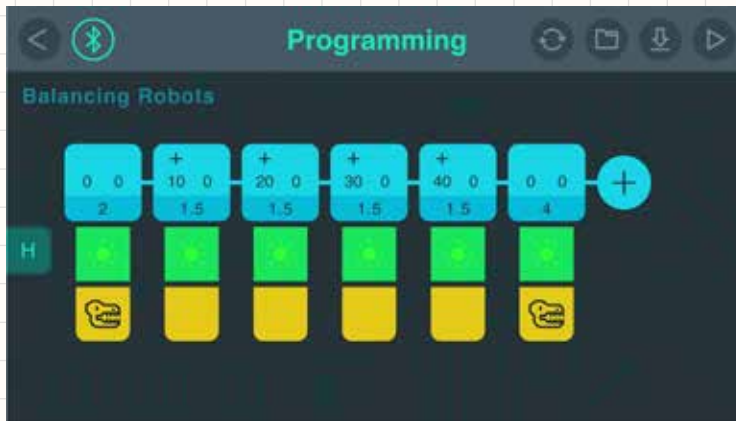 Programming
Balancing Robots
+ + + +
0 0 10 0 20 0 30 0 40 0 0 0 +
2 1.5 1.5 1.5 1.5 4
H